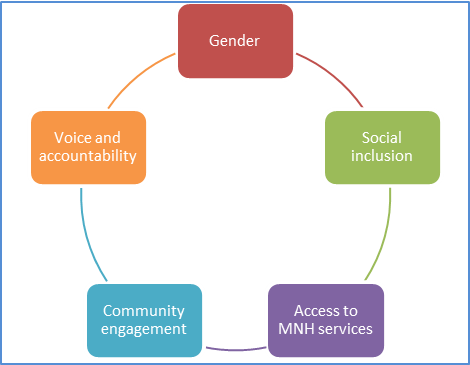 Gender
Social
inclusion
Access to
MNH services
Community
engagement
Voice and
accountability